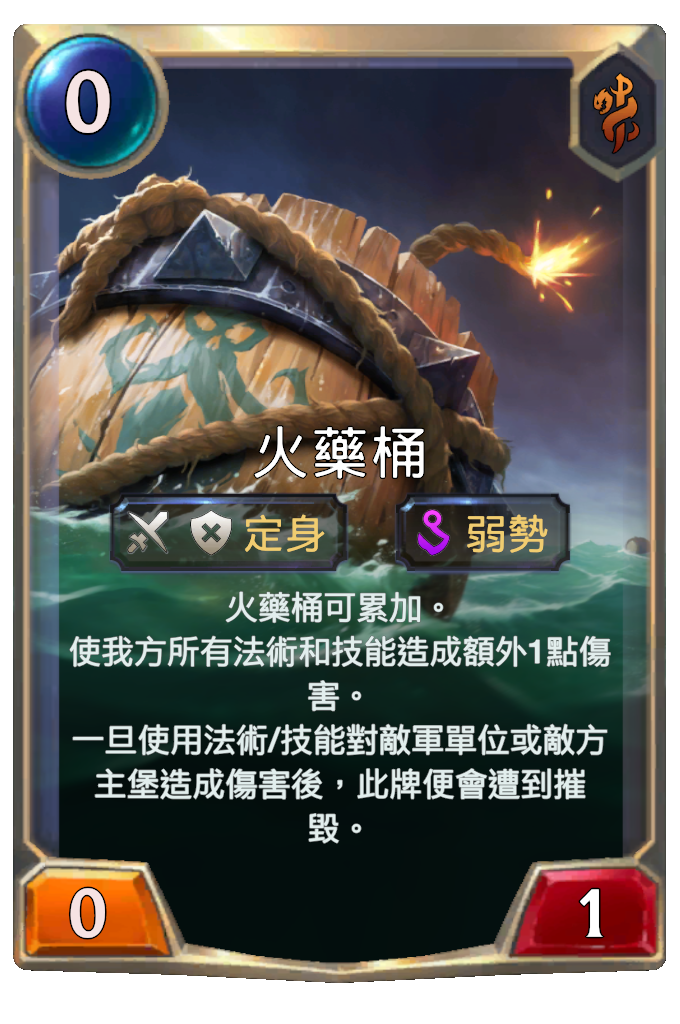 0
火藥桶
定身 弱勢
火藥桶可累加。
使我方所有法術和技能造成額外1點傷
害。
一旦使用法術/技能對敵軍單位或敵方
主堡造成傷害後，此牌便會遭到摧
毀。
0 1